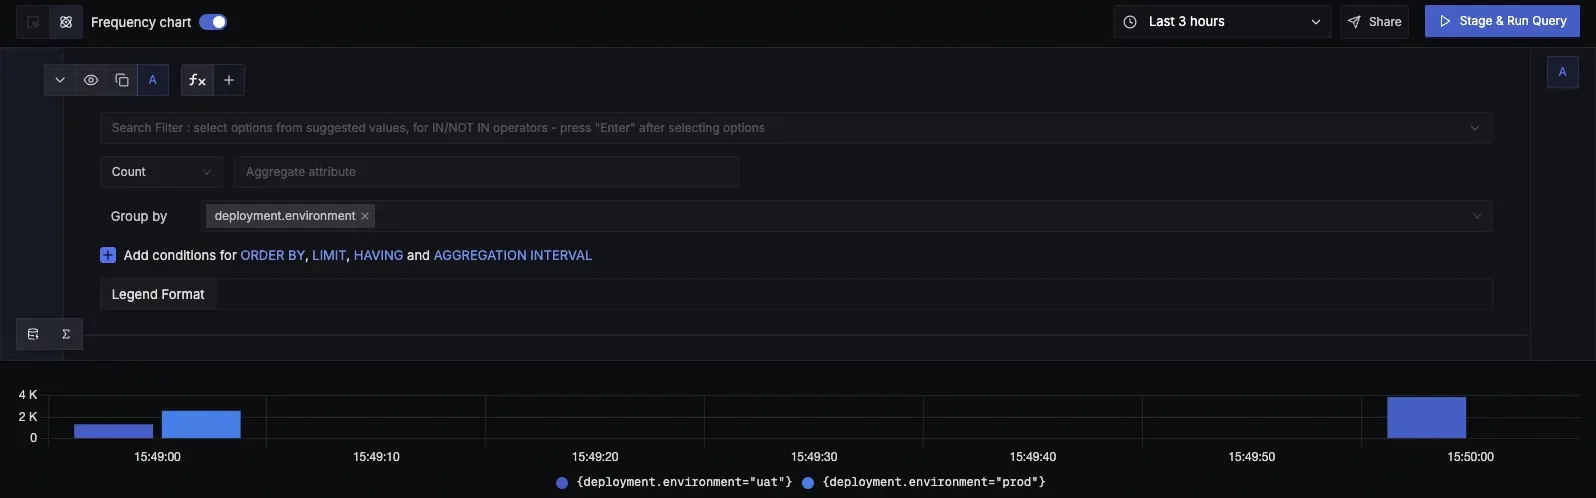 Frequency chart
Last 3 hours
Share
Stage & Run Query
A
fx
A
Search Filter : select options from suggested values, for IN/NOT IN operators - press "Enter" after selecting options
Count
Aggregate attribute
Group by
deployment.environment
Add conditions for ORDER BY, LIMIT, HAVING and AGGREGATION INTERVAL
Legend Format
Σ
4 K
2 K
0
15:49:00
15:49:10
15:49:20
15:49:30
15:49:40
15:49:50
15:50:00
{deployment.environment="uat"}
{deployment.environment="prod"}